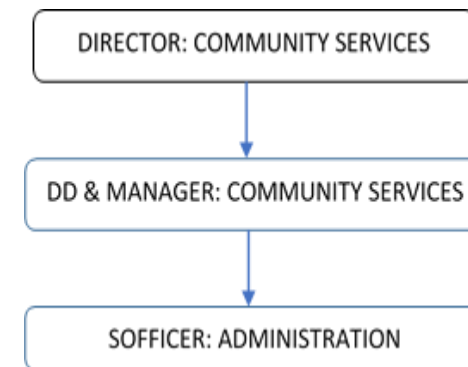 DIRECTOR: COMMUNITY SERVICES
DD & MANAGER: COMMUNITY SERVICES
SOFFICER: ADMINISTRATION